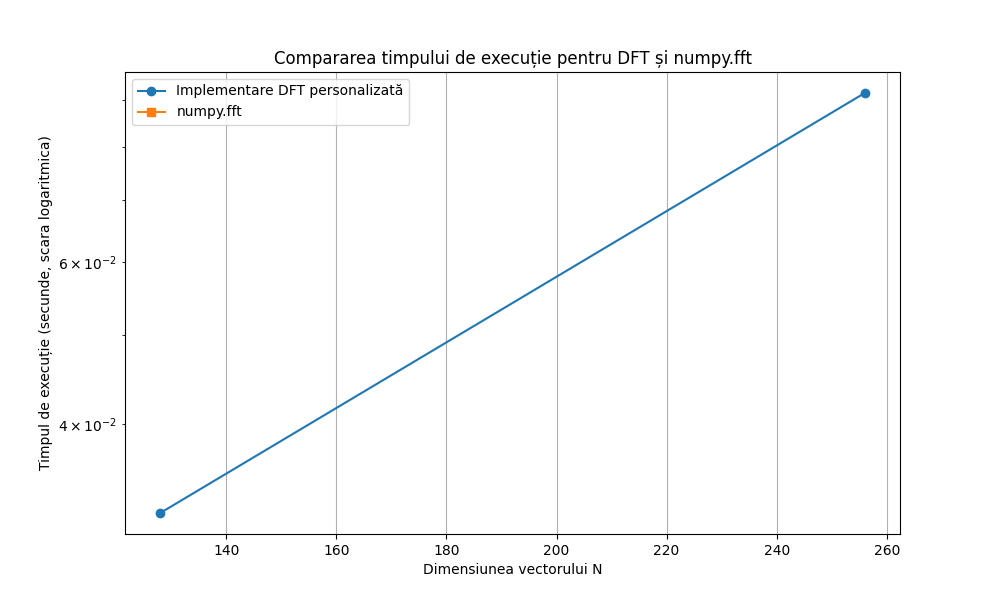 Compararea timpului de execuție pentru DFT și numpy.fft
Implementare DFT personalizată
numpy.fft
Timpul de execuție (secunde, scara logaritmica)
6 × 10⁻²
4 × 10⁻²
140 160 180 200 220 240 260
Dimensiunea vectorului N